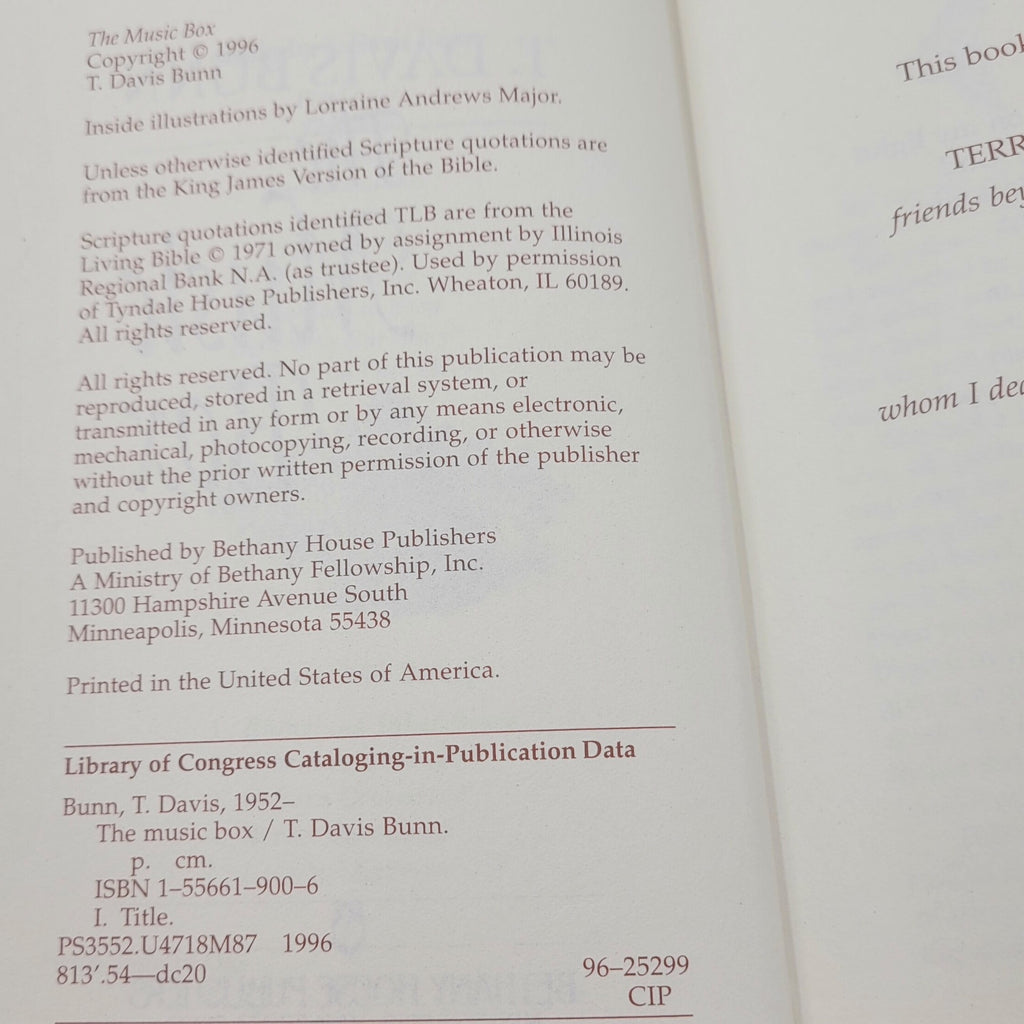 The Music Box
Copyright © 1996
T. Davis Bunn
Inside illustrations by Lorraine Andrews Major.
Unless otherwise identified Scripture quotations are
from the King James Version of the Bible.
Scripture quotations identified TLB are from the
Living Bible © 1971 owned by assignment by Illinois
Regional Bank N.A. (as trustee). Used by permission
of Tyndale House Publishers, Inc. Wheaton, IL 60189.
All rights reserved.
All rights reserved. No part of this publication may be
reproduced, stored in a retrieval system, or
transmitted in any form or by any means electronic,
mechanical, photocopying, recording, or otherwise
without the prior written permission of the publisher
and copyright owners.
Published by Bethany House Publishers
A Ministry of Bethany Fellowship, Inc.
11300 Hampshire Avenue South
Minneapolis, Minnesota 55438
Printed in the United States of America.
Library of Congress Cataloging-in-Publication Data
Bunn, T. Davis, 1952–
The music box / T. Davis Bunn.
p. cm.
ISBN 1–55661–900–6
I. Title.
PS3552.U4718M87 1996
813'.54—dc20
96–25299
CIP
This
friends
whom I